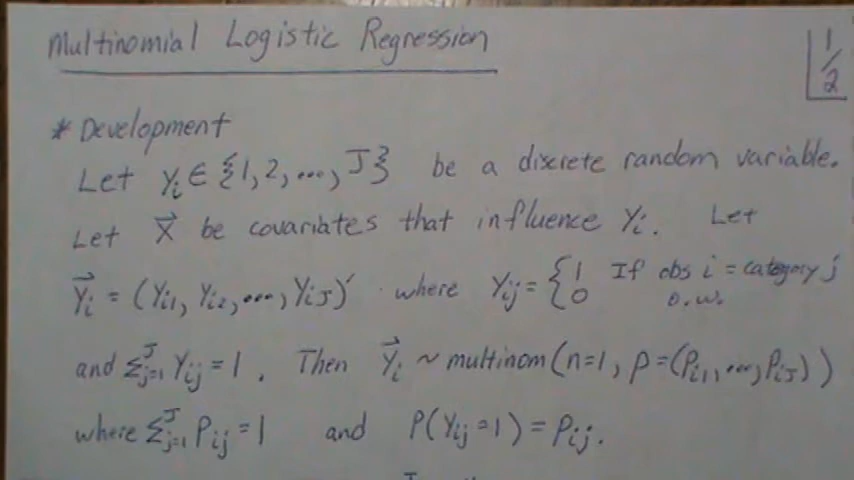 Multinomial Logistic Regression
1/2
* Development
Let Yi ∈ {1, 2, ..., J} be a discrete random variable.
Let X⃗ be covariates that influence Yi. Let
Y⃗i = (Yi1, Yi2, ..., YiJ)′ where Yij = {1 If obs i = category j
0 o.w.
and Σ_{j=1}^{J} Yij = 1. Then Y⃗i ~ multinom(n=1, p=(Pi1, ..., PiJ))
where Σ_{j=1}^{J} Pij = 1 and P(Yij = 1) = Pij.